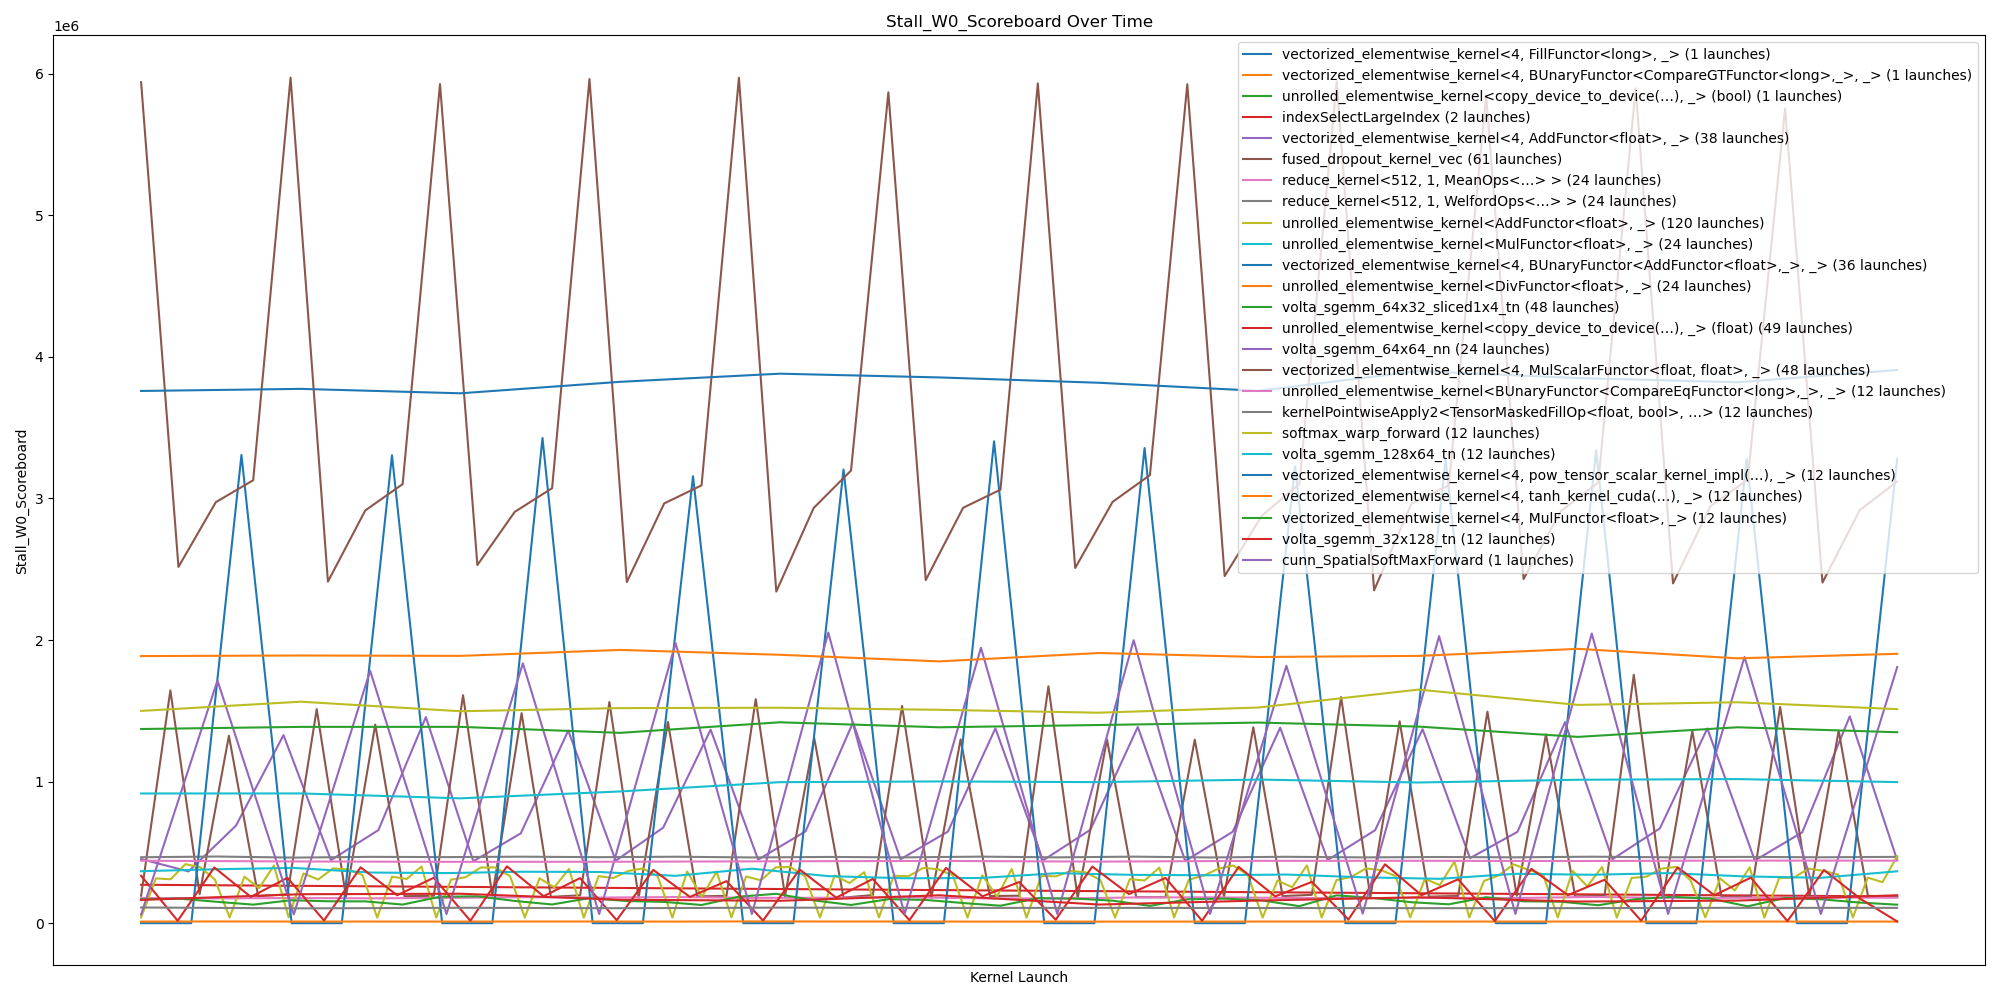 Stall_W0_Scoreboard Over Time
1e6
vectorized_elementwise_kernel<4, FillFunctor<long>, _> (1 launches)
vectorized_elementwise_kernel<4, BUnaryFunctor<CompareGTFunctor<long>,_>, _> (1 launches)
unrolled_elementwise_kernel<copy_device_to_device(...), _> (bool) (1 launches)
indexSelectLargeIndex (2 launches)
vectorized_elementwise_kernel<4, AddFunctor<float>, _> (38 launches)
fused_dropout_kernel_vec (61 launches)
reduce_kernel<512, 1, MeanOps<...> > (24 launches)
reduce_kernel<512, 1, WelfordOps<...> > (24 launches)
unrolled_elementwise_kernel<AddFunctor<float>, _> (120 launches)
unrolled_elementwise_kernel<MulFunctor<float>, _> (24 launches)
vectorized_elementwise_kernel<4, BUnaryFunctor<AddFunctor<float>,_>, _> (36 launches)
unrolled_elementwise_kernel<DivFunctor<float>, _> (24 launches)
volta_sgemm_64x32_sliced1x4_tn (48 launches)
unrolled_elementwise_kernel<copy_device_to_device(...), _> (float) (49 launches)
volta_sgemm_64x64_nn (24 launches)
vectorized_elementwise_kernel<4, MulScalarFunctor<float, float>, _> (48 launches)
unrolled_elementwise_kernel<BUnaryFunctor<CompareEqFunctor<long>,_>, _> (12 launches)
kernelPointwiseApply2<TensorMaskedFillOp<float, bool>, ...> (12 launches)
softmax_warp_forward (12 launches)
volta_sgemm_128x64_tn (12 launches)
vectorized_elementwise_kernel<4, pow_tensor_scalar_kernel_impl(...), _> (12 launches)
vectorized_elementwise_kernel<4, tanh_kernel_cuda(...), _> (12 launches)
vectorized_elementwise_kernel<4, MulFunctor<float>, _> (12 launches)
volta_sgemm_32x128_tn (12 launches)
cunn_SpatialSoftMaxForward (1 launches)
6
5
4
3
2
1
0
Stall_W0_Scoreboard
Kernel Launch